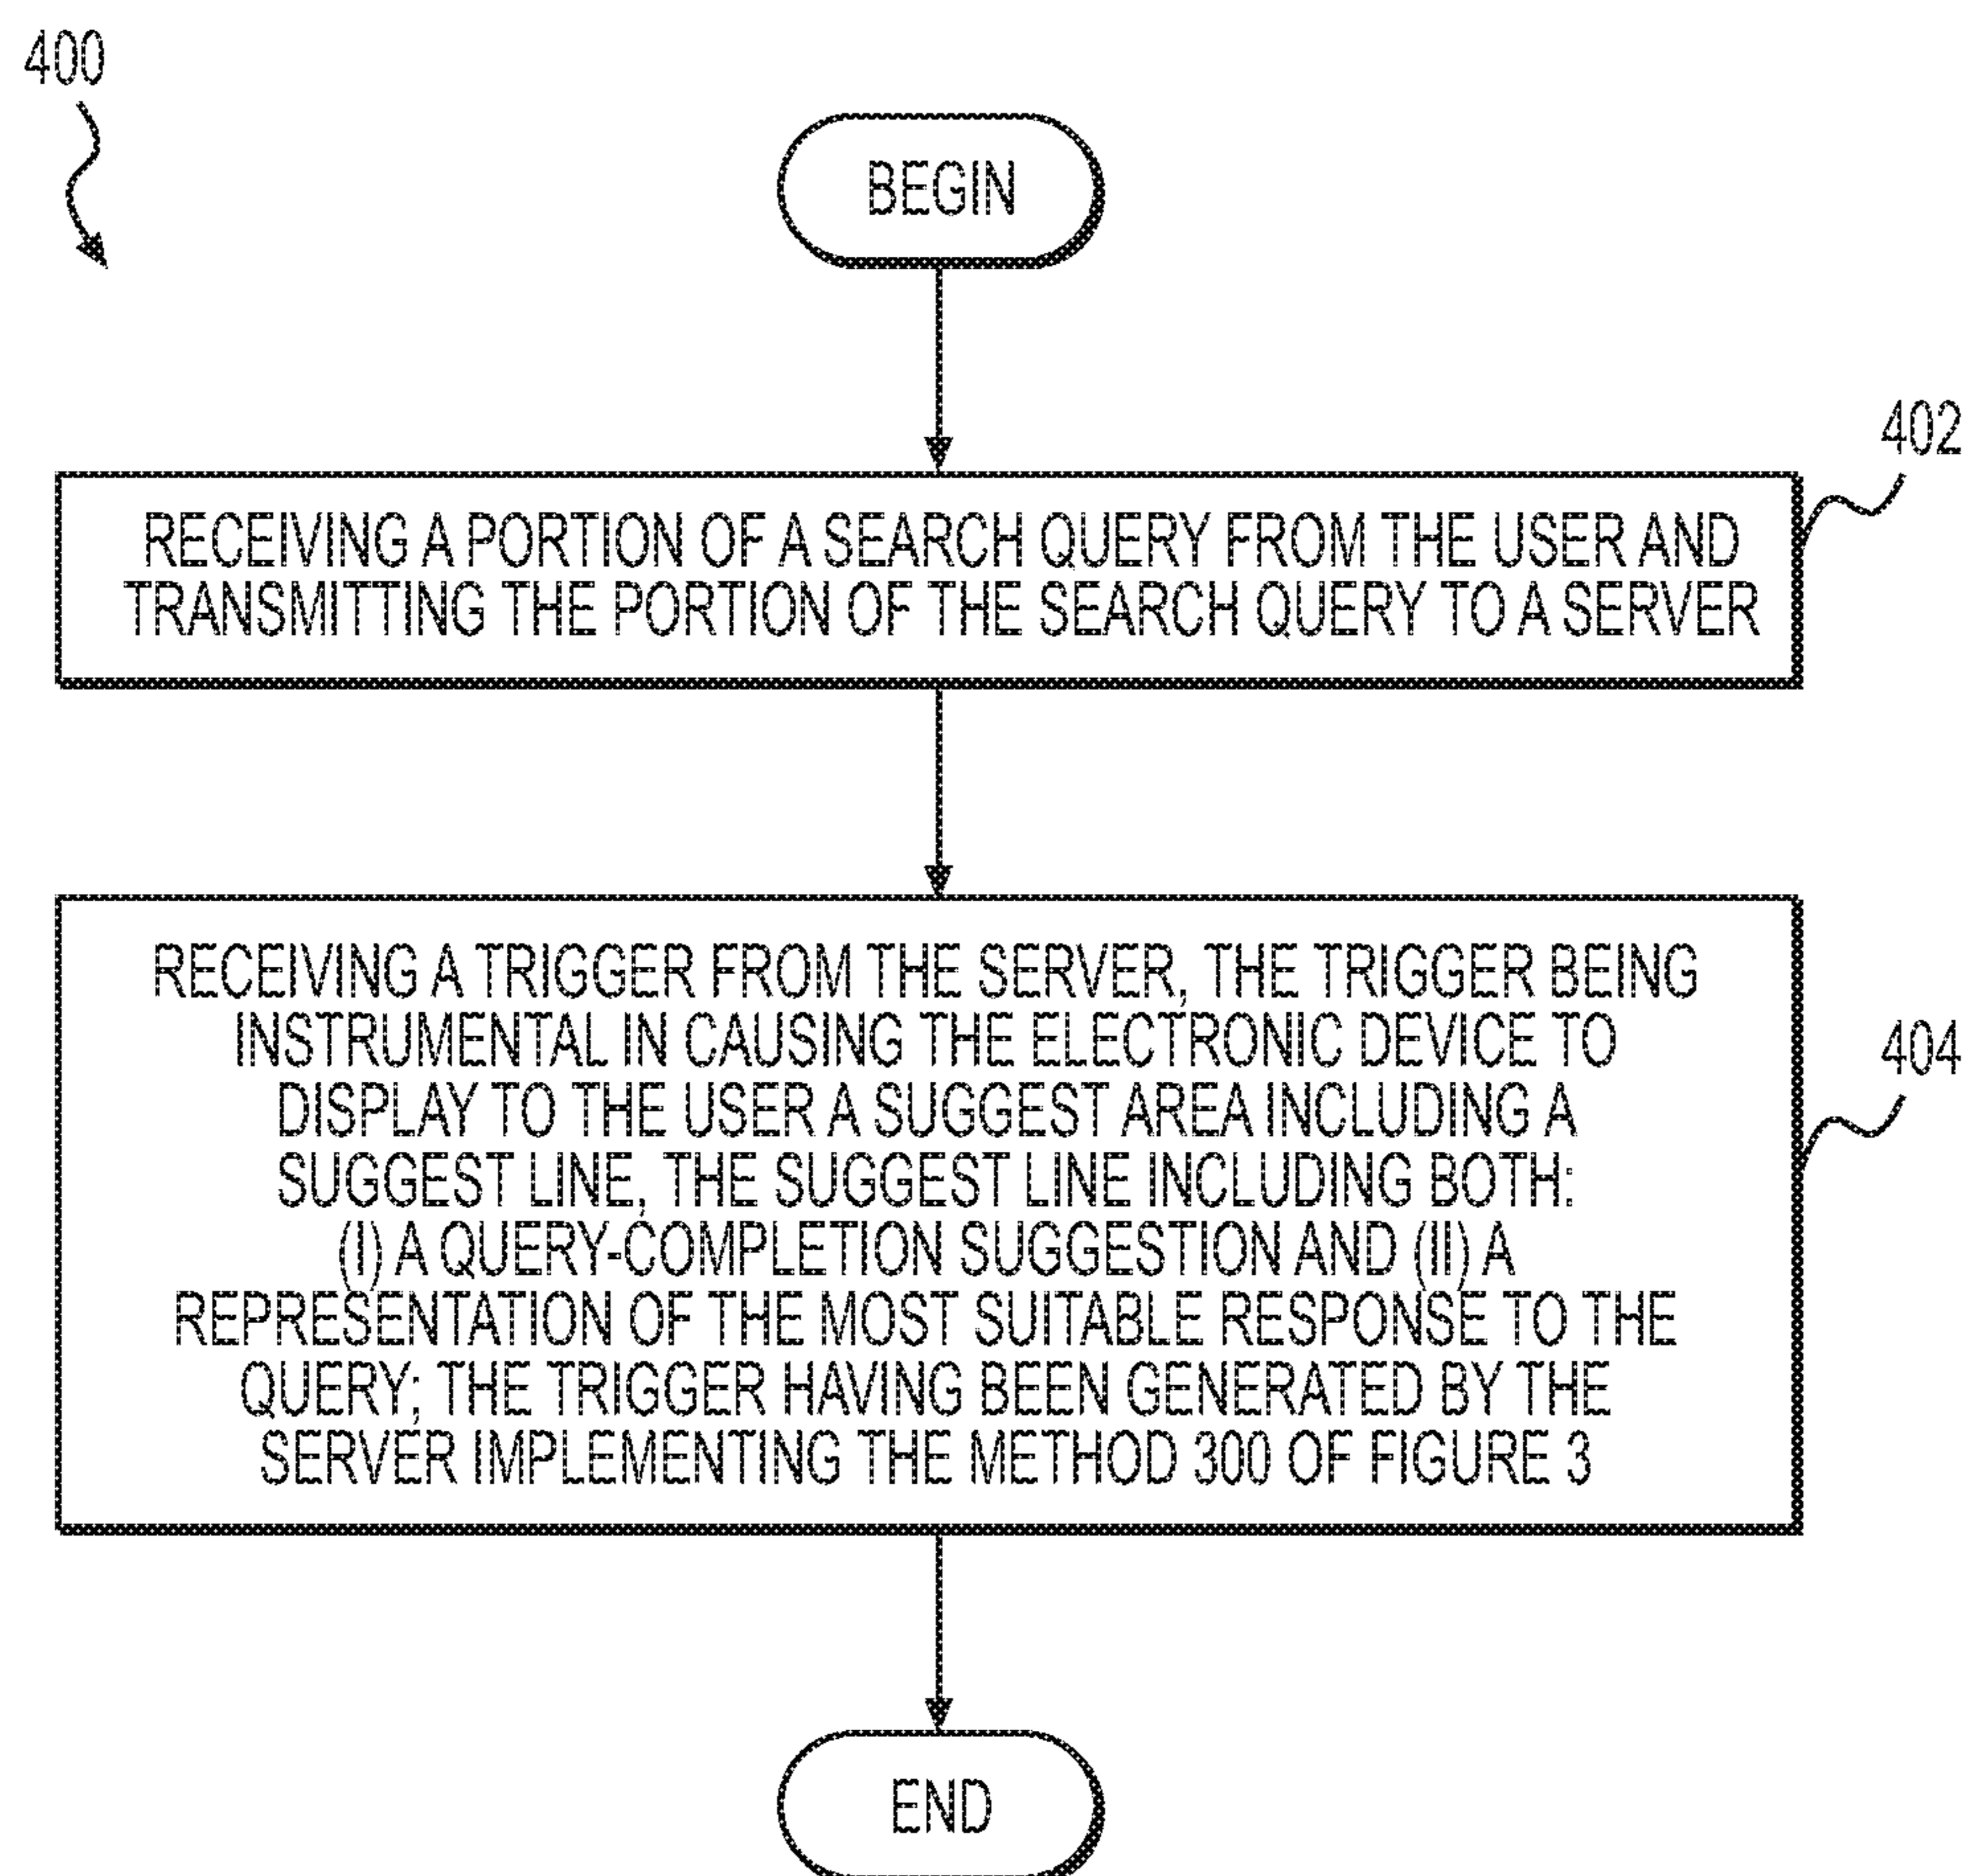 400
BEGIN
402
RECEIVING A PORTION OF A SEARCH QUERY FROM THE USER AND
TRANSMITTING THE PORTION OF THE SEARCH QUERY TO A SERVER
RECEIVING A TRIGGER FROM THE SERVER, THE TRIGGER BEING
INSTRUMENTAL IN CAUSING THE ELECTRONIC DEVICE TO
DISPLAY TO THE USER A SUGGEST AREA INCLUDING A
SUGGEST LINE, THE SUGGEST LINE INCLUDING BOTH:
(I) A QUERY-COMPLETION SUGGESTION AND (II) A
REPRESENTATION OF THE MOST SUITABLE RESPONSE TO THE
QUERY; THE TRIGGER HAVING BEEN GENERATED BY THE
SERVER IMPLEMENTING THE METHOD 300 OF FIGURE 3
404
END